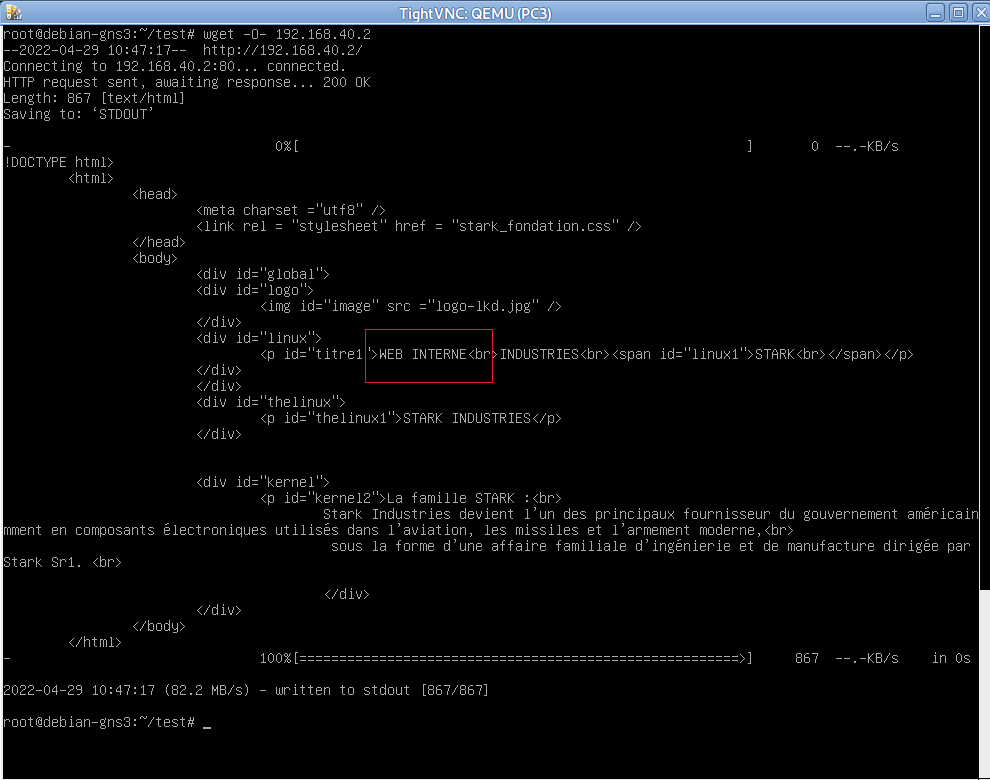 TightVNC: QEMU (PC3)
root@debian-gns3:~/test# wget -O- 192.168.40.2
--2022-04-29 10:47:17--  http://192.168.40.2/
Connecting to 192.168.40.2:80... connected.
HTTP request sent, awaiting response... 200 OK
Length: 867 [text/html]
Saving to: ‘STDOUT’
-                                 0%[                                                        ]       0  --.-KB/s
!DOCTYPE html>
        <html>
                <head>
                        <meta charset ="utf8" />
                        <link rel = "stylesheet" href = "stark_fondation.css" />
                </head>
                <body>
                        <div id="global">
                        <div id="logo">
                                <img id="image" src ="logo-lkd.jpg" />
                        </div>
                        <div id="linux">
                                <p id="titre1">WEB INTERNE<br>INDUSTRIES<br><span id="linux1">STARK<br></span></p>
                        </div>
                        </div>
                        <div id="thelinux">
                                <p id="thelinux1">STARK INDUSTRIES</p>
                        </div>
                        <div id="kernel">
                                <p id="kernel2">La famille STARK :<br>
                                        Stark Industries devient l’un des principaux fournisseur du gouvernement américain
mment en composants électroniques utilisés dans l’aviation, les missiles et l’armement moderne,<br>
                                         sous la forme d’une affaire familiale d’ingénierie et de manufacture dirigée par
Stark Sr1. <br>
                                        </div>
                        </div>
                </body>
        </html>
-                               100%[=======================================================>]     867  --.-KB/s    in 0s
2022-04-29 10:47:17 (82.2 MB/s) - written to stdout [867/867]
root@debian-gns3:~/test# _